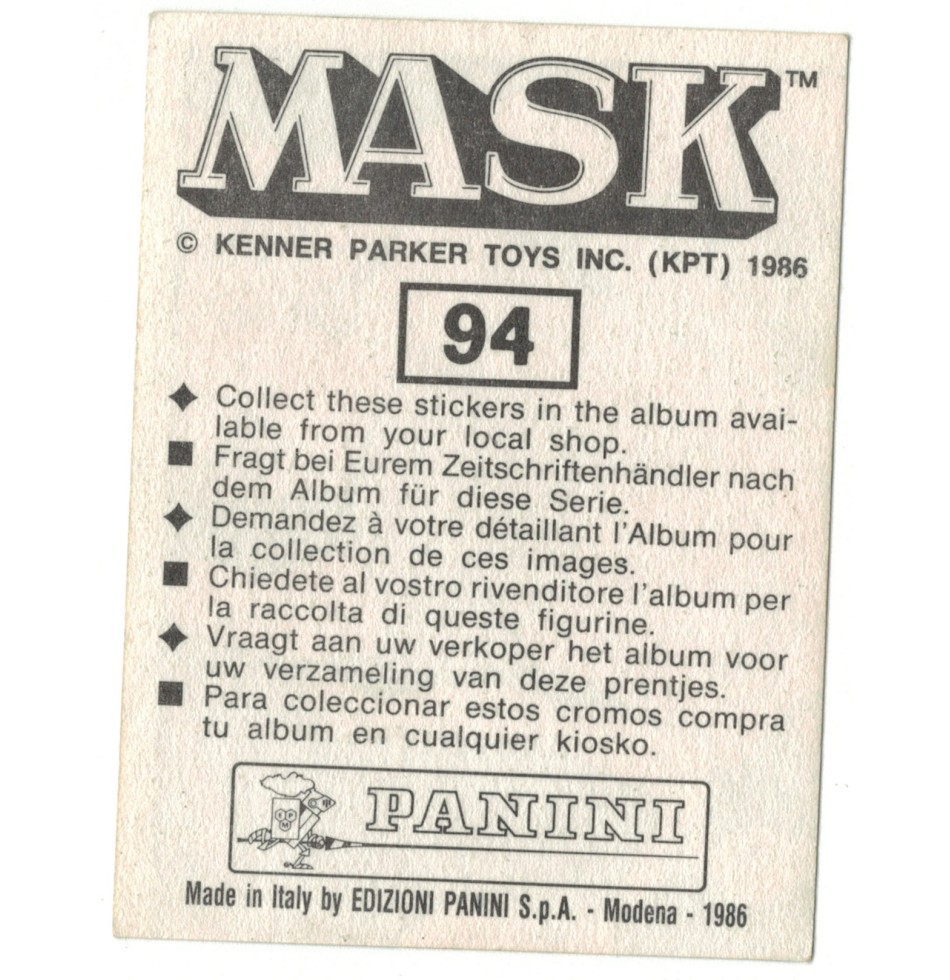 MASK™
© KENNER PARKER TOYS INC. (KPT) 1986
94
◆ Collect these stickers in the album avai-
lable from your local shop.
■ Fragt bei Eurem Zeitschriftenhändler nach
dem Album für diese Serie.
◆ Demandez à votre détaillant l'Album pour
la collection de ces images.
■ Chiedete al vostro rivenditore l'album per
la raccolta di queste figurine.
◆ Vraagt aan uw verkoper het album voor
uw verzameling van deze prentjes.
■ Para coleccionar estos cromos compra
tu album en cualquier kiosko.
PANINI
Made in Italy by EDIZIONI PANINI S.p.A. - Modena - 1986